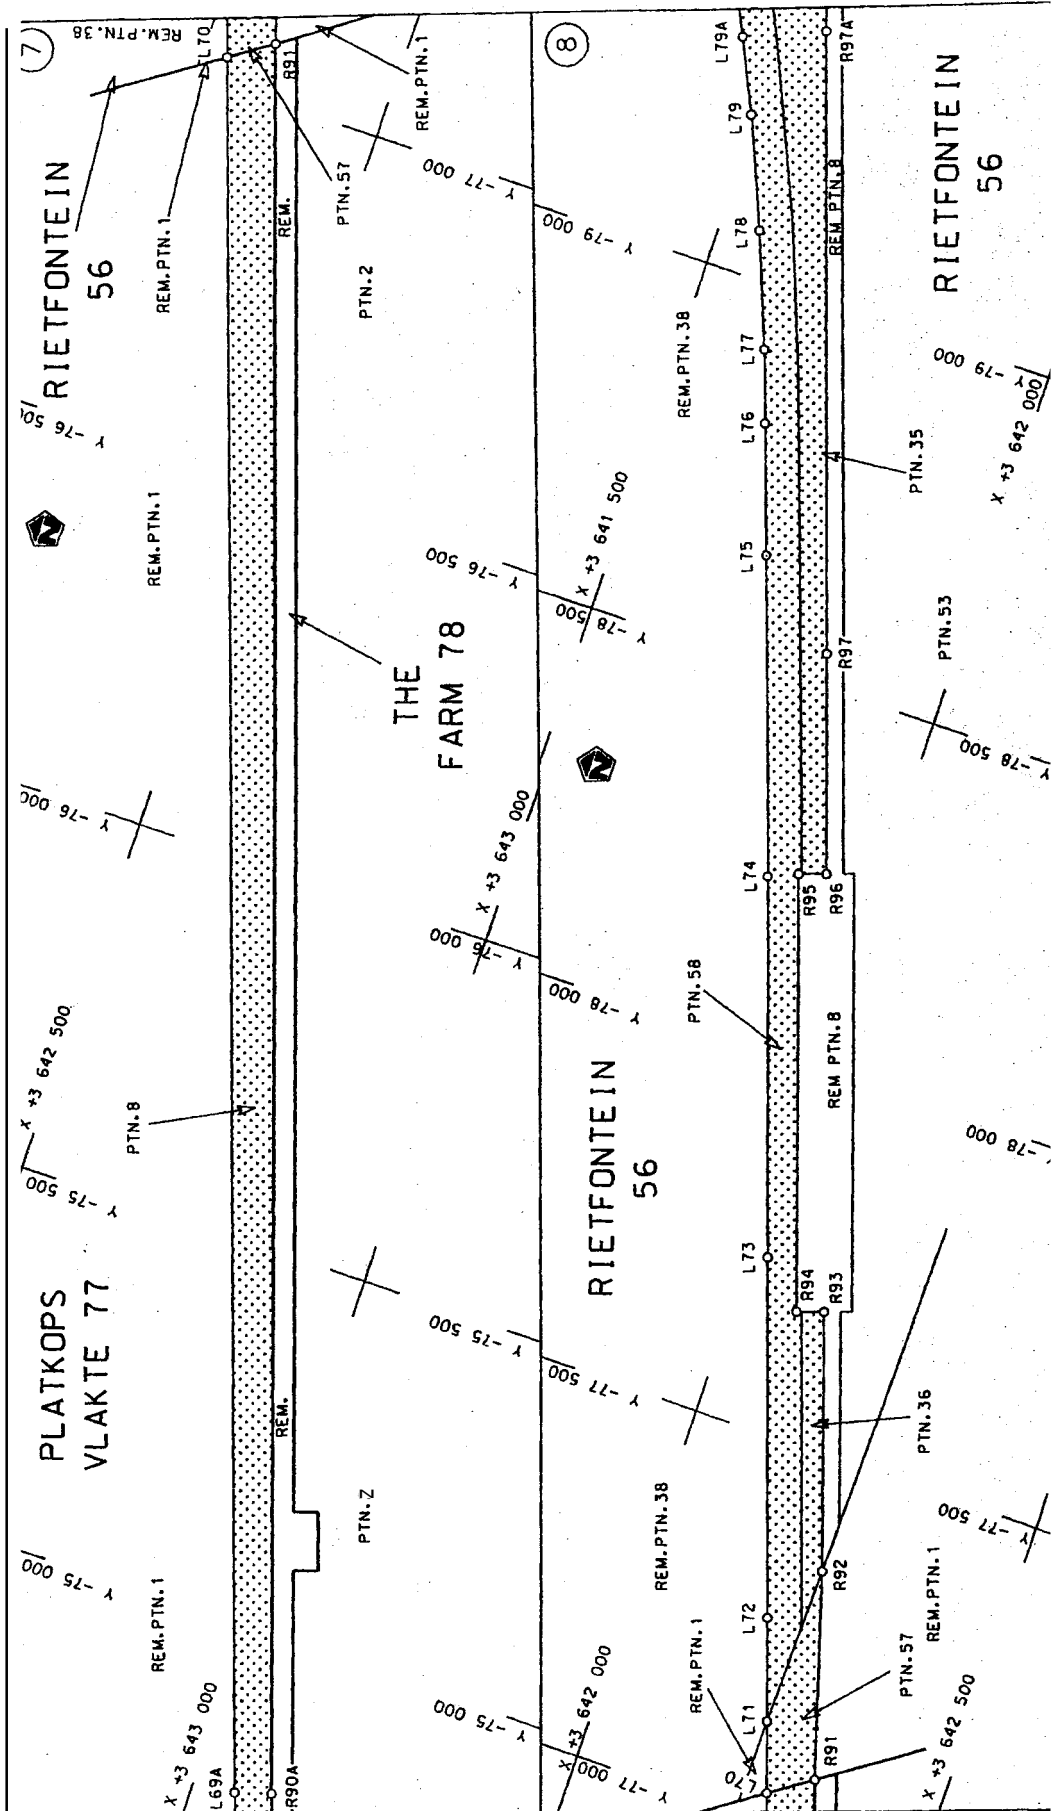 7
REM.PTN.38
L70
R91
REM.PTN.1
RIETFONTEIN
56
REM.PTN.1
PTN.57
REM.
PTN.2
Y -77 000
Y -76 500
REM.PTN.1
THE
FARM 78
Y -76 500
Y -76 000
X +3 643 000
Y -76 000
X +3 642 500
Y -75 500
PTN.8
PLATKOPS
VLAKTE 77
Y -75 500
REM.
PTN.2
Y -75 000
REM.PTN.1
Y -75 000
X +3 643 000
L69A
R90A
8
L79A
R97A
L79
L78
L77
L76
L75
L74
L73
L72
L71
L70
Y -79 000
REM.PTN.38
REM PTN.8
RIETFONTEIN
56
Y -79 000
X +3 642 000
PTN.35
X +3 641 500
Y -78 500
PTN.53
R97
Y -78 500
R95
R96
PTN.58
Y -78 000
REM PTN.8
Y -78 000
RIETFONTEIN
56
R94
R93
Y -77 500
PTN.36
Y -77 500
REM.PTN.38
R92
REM.PTN.1
REM.PTN.1
PTN.57
X +3 642 000
Y -77 000
R91
X +3 642 500